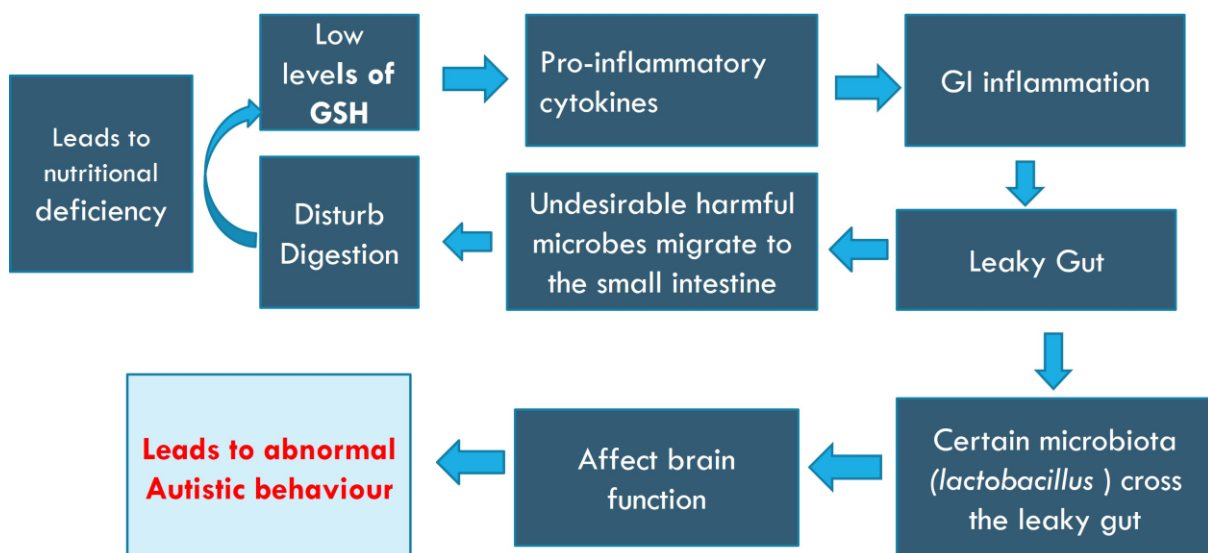 Low
levels of
GSH
Pro-inflammatory
cytokines
GI inflammation
Leads to
nutritional
deficiency
Disturb
Digestion
Undesirable harmful
microbes migrate to
the small intestine
Leaky Gut
Leads to abnormal
Autistic behaviour
Affect brain
function
Certain microbiota
(lactobacillus ) cross
the leaky gut